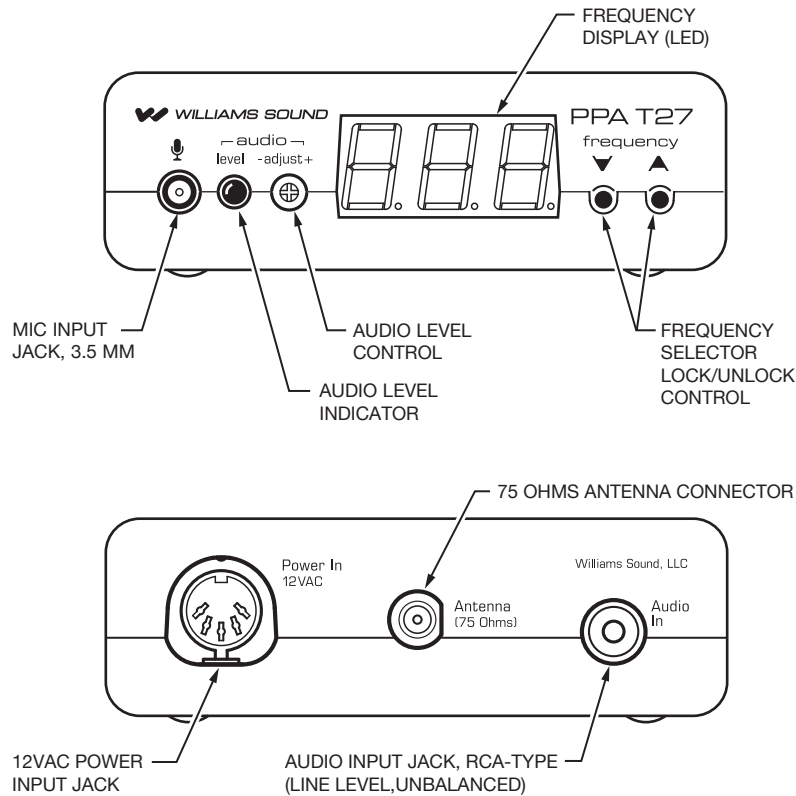 FREQUENCY
DISPLAY (LED)
WILLIAMS SOUND
PPA T27
audio
frequency
level -adjust+
MIC INPUT
JACK, 3.5 MM
AUDIO LEVEL
CONTROL
AUDIO LEVEL
INDICATOR
FREQUENCY
SELECTOR
LOCK/UNLOCK
CONTROL
75 OHMS ANTENNA CONNECTOR
Power In
12VAC
Williams Sound, LLC
Antenna
(75 Ohms)
Audio
In
12VAC POWER
INPUT JACK
AUDIO INPUT JACK, RCA-TYPE
(LINE LEVEL,UNBALANCED)